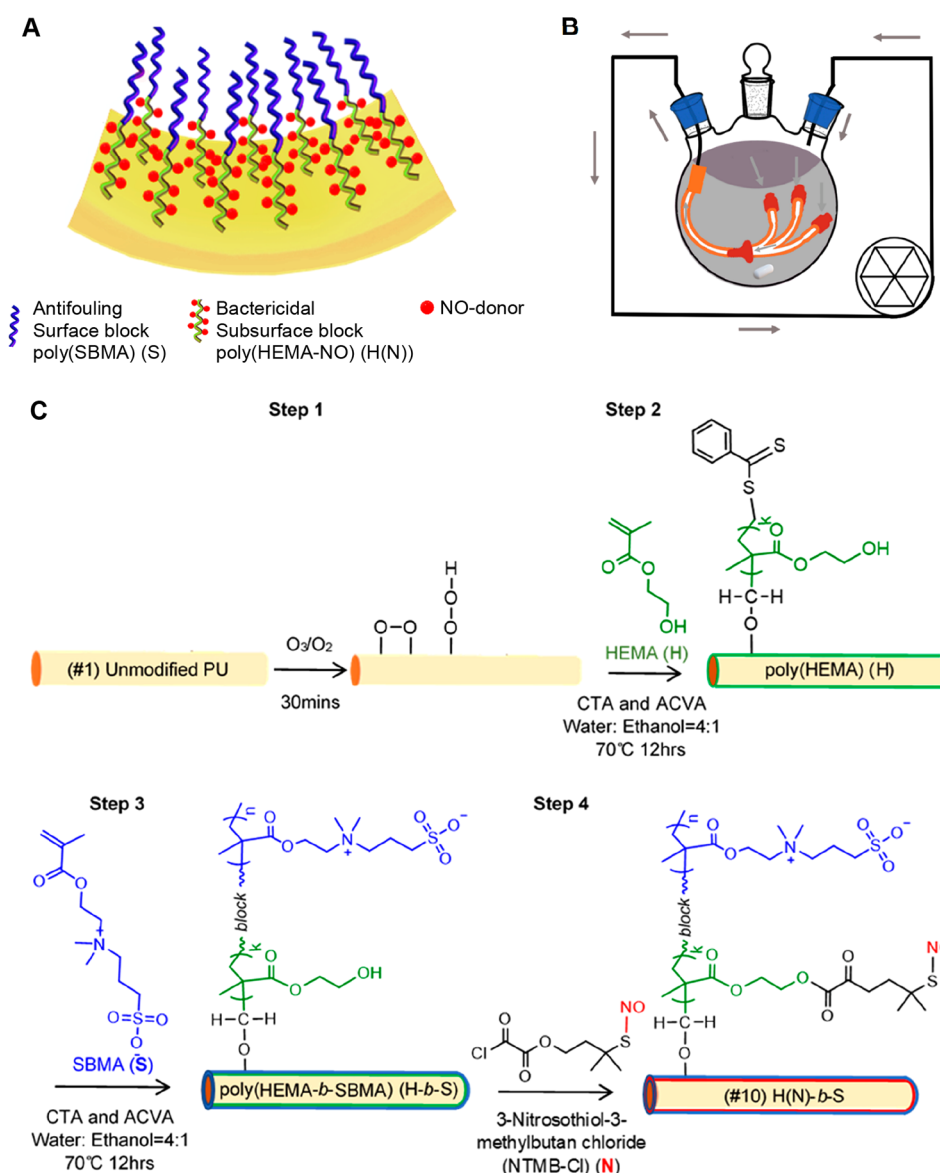 A
B
Antifouling
Surface block
poly(SBMA) (S)
Bactericidal
Subsurface block
poly(HEMA-NO) (H(N))
NO-donor
C
Step 1
Step 2
(#1) Unmodified PU
O₃/O₂
30mins
O–O
H
O
O
HEMA (H)
O
O
OH
CTA and ACVA
Water: Ethanol=4:1
70℃ 12hrs
S
S
k
O
O
OH
H–C–H
O
poly(HEMA) (H)
Step 3
Step 4
O
O
N
+
O=S=O
O
-
SBMA (S)
CTA and ACVA
Water: Ethanol=4:1
70℃ 12hrs
n
O
O
N
+
O
S
O⁻
O
block
k
O
O
OH
H–C–H
O
poly(HEMA-b-SBMA) (H-b-S)
NO
S
O
Cl
O
O
3-Nitrosothiol-3-
methylbutan chloride
(NTMB-Cl) (N)
n
O
O
N
+
O
S
O⁻
O
block
k
O
O
O
O
O
N
S
H–C–H
O
(#10) H(N)-b-S